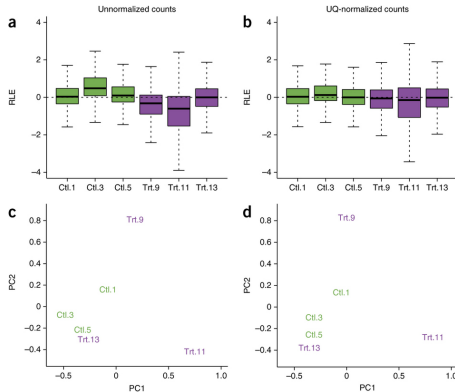 Unnormalized counts
UQ-normalized counts
a
b
4
2
0
−2
−4
RLE
Ctl.1 Ctl.3 Ctl.5 Trt.9 Trt.11 Trt.13
4
2
0
−2
−4
RLE
Ctl.1 Ctl.3 Ctl.5 Trt.9 Trt.11 Trt.13
c
0.8
0.6
0.4
0.2
0
−0.2
−0.4
PC2
Trt.9
Ctl.1
Ctl.3
Ctl.5
Trt.13
Trt.11
−0.5 0 0.5 1.0
PC1
d
0.8
0.6
0.4
0.2
0
−0.2
−0.4
PC2
Trt.9
Ctl.1
Ctl.3
Ctl.5
Trt.13
Trt.11
−0.5 0 0.5 1.0
PC1